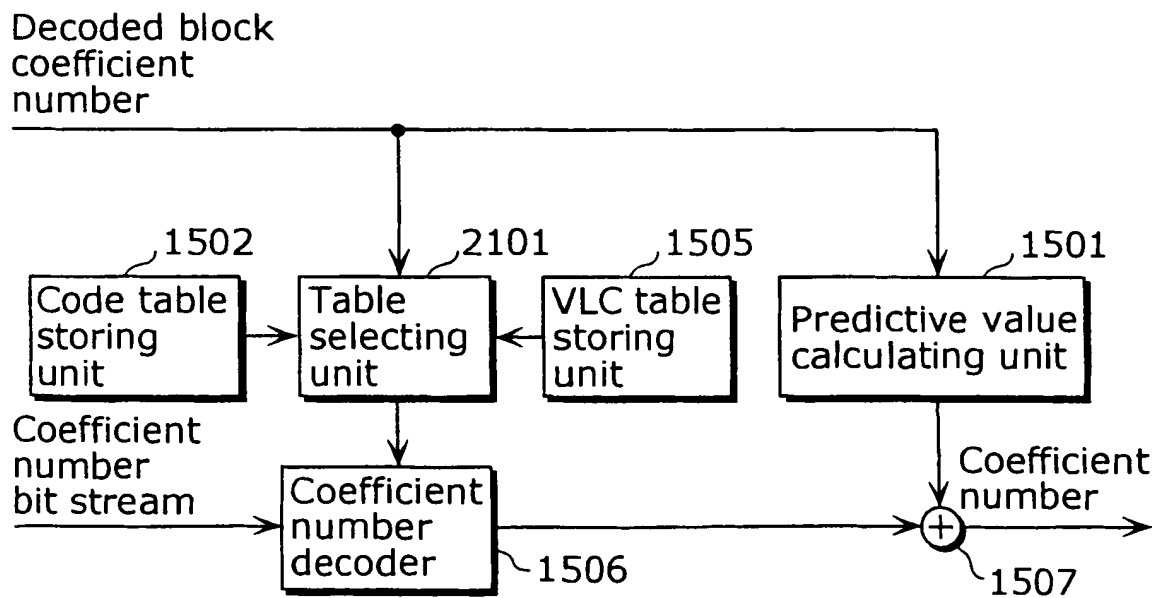 Decoded block
coefficient
number
1502
2101
1505
1501
Code table
storing
unit
Table
selecting
unit
VLC table
storing
unit
Predictive value
calculating unit
Coefficient
number
bit stream
Coefficient
number
decoder
1506
Coefficient
number
+
1507